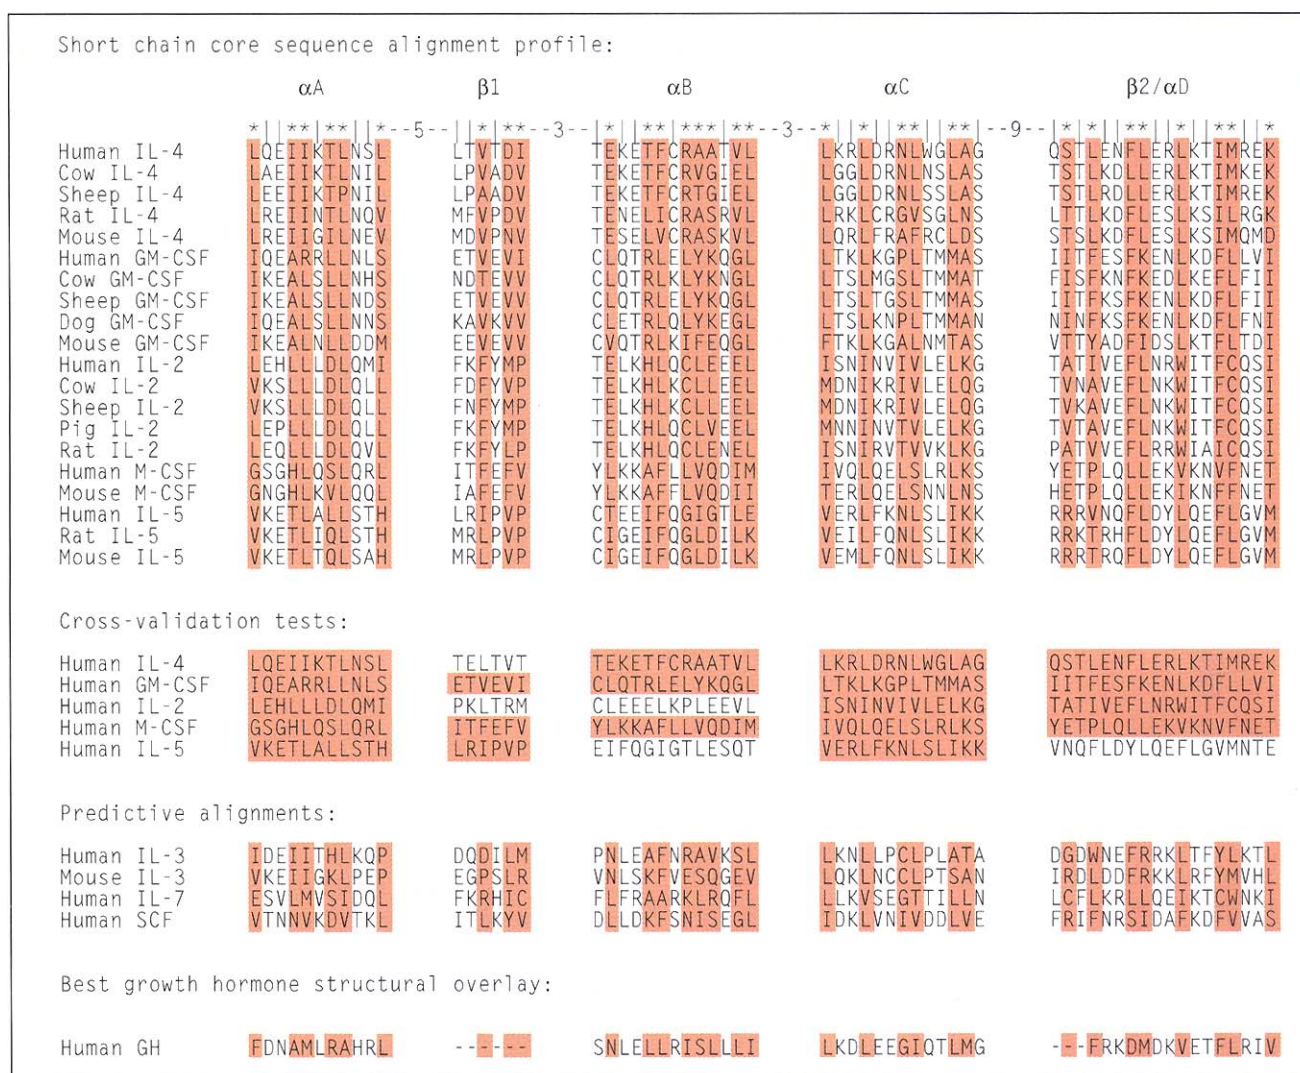 Short chain core sequence alignment profile:
αA β1 αB αC β2/αD
*||**|**||*--5--||*|**--3--|*|**|**||**--3--*||*||**||**|--9--|*|*||**||*||**||*
Human IL-4 LQEIIKTLNSL LTVTDI TEKETFCRAATVL LKRLDRNLWGLAG QSTLENFLERLKTIMREK
Cow IL-4 LAEIIKTLNIL LPVADV TEKETFCRVGIEL LGGLDRNLNSLAS TSTLKDLLERLKTIMKEK
Sheep IL-4 LEEIIKTPNIL LPAADV TEKETFCRTGIEL LGGLDRNLNSLAS TSTLRDLLERLKTIMREK
Rat IL-4 LREIINTLNQV MFVPDV TENELICRASRVL LRKLCRGVSGLNS LTTLKDFLESLKSILRGK
Mouse IL-4 LREIIGILNEV MDVPNV TESELVCRASKVL LQRLFRAFRCLDS STSLKDFLESLKSIMQMD
Human GM-CSF IQEARRLLNLS ETVEVI CLQTRLELYKQGL LTKLKGPLTMMAS IITFESFKENLKDFLLVI
Cow GM-CSF IKEALSLLNHS NDTEVV CLQTRLKLYKNGL LTSLMGSLTMMAT FISFKNFKEDLKEFLFII
Sheep GM-CSF IKEALSLLNDS ETVEVV CLQTRLELYKNGL LTSLTGSLTMMAS IITFKSFKENLKDFLFII
Dog GM-CSF IQEALSLLNNS KAVKVV CLETRLQLYKEGL LTSLKNPLTMMAN NINFKSFKENLKDFLFNI
Mouse GM-CSF IKEALNLLDDM EEVEVV CVQTRLKIFEQGL FTKLKGALNMTAS VTTYADFIDSLKTFLTDI
Human IL-2 LEHLLLDLQMI FKFYMP TELKHLQCLEEEL ISNINVIVLELKG TATIVEFLNRWITFCQSI
Cow IL-2 VKSLLLDLQLL FDFYVP TELKHLKCLLEEL MDNIKRIVLELQG TVNAVEFLNKWITFCQSI
Sheep IL-2 VKSLLLDLQLL FNFYMP TELKHLKCLLEEL MDNIKRIVLELQG TVKAVEFLNKWITFCQSI
Pig IL-2 LEPLLLDLQLL FKFYMP TELKHLQCLVEEL MNNINVTVLELKG TVTAVEFLNKWITFCQSI
Rat IL-2 LEQLLLDLQVL FKFYLP TELKHLQCLENEL ISNIRVTVVKLKG PATVVEFLRRWIAICQSI
Human M-CSF GSGHLQSLQRL ITFEFV YLKKAFLLVQDIM IVQLQELSLRLKS YETPLQLLEKVKNVFNET
Mouse M-CSF GNGHLKVLQQL IAFEFV YLKKAFFLVQDII TERLQELSNNLNS HETPLQLLEKIKNFFNET
Human IL-5 VKETLALLSTH LRIPVP CTEEIFQGIGTLE VERLFKNLSLIKK RRRVNQFLDYLQEFLGVM
Rat IL-5 VKETLIQLSTH MRLPVP CIGEIFQGLDILK VEILFQNLSLIKK RRKTRHFLDYLQEFLGVM
Mouse IL-5 VKETLTQLSAH MRLPVP CIGEIFQGLDILK VEMLFQNLSLIKK RRRTRQFLDYLQEFLGVM
Cross-validation tests:
Human IL-4 LQEIIKTLNSL TELTVT TEKETFCRAATVL LKRLDRNLWGLAG QSTLENFLERLKTIMREK
Human GM-CSF IQEARRLLNLS ETVEVI CLQTRLELYKQGL LTKLKGPLTMMAS IITFESFKENLKDFLLVI
Human IL-2 LEHLLLDLQMI PKLTRM CLEEELKPLEEVL ISNINVIVLELKG TATIVEFLNRWITFCQSI
Human M-CSF GSGHLQSLQRL ITFEFV YLKKAFLLVQDIM IVQLQELSLRLKS YETPLQLLEKVKNVFNET
Human IL-5 VKETLALLSTH LRIPVP EIFQGIGTLESQT VERLFKNLSLIKK VNQFLDYLQEFLGVMNTE
Predictive alignments:
Human IL-3 IDEIITHLKQP DQDILM PNLEAFNRAVKSL LKNLLPCLPLATA DGDWNEFRRKLTFYLKTL
Mouse IL-3 VKEIIGKLPEP EGPSLR VNLSKFVESQGEV LQKLNCCLPTSAN IRDLDDFRKKLRFYMVHL
Human IL-7 ESVLMVSIDQL FKRHIC FLFRAARKLRQFL LLKVSEGTTILLN LCFLKRLLQEIKTCWNKI
Human SCF VTNNVKDVTKL ITLKYV DLLDKFSNISEGL IDKLVNIVDDLVE FRIFNRSIDAFKDFVVAS
Best growth hormone structural overlay:
Human GH FDNAMLRAHRL ------ SNLELLRISLLLI LKDLEEGIQTLMG ---FRKDMDKVETFLRIV